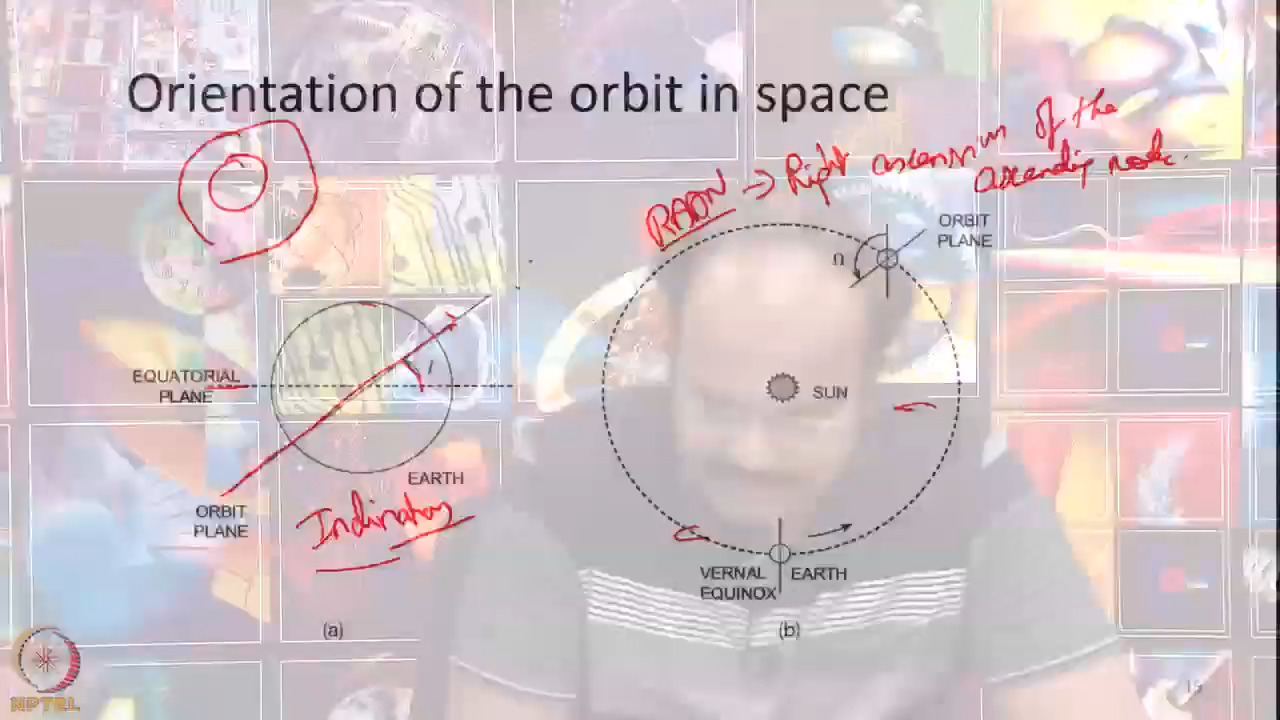 Orientation of the orbit in space
RAAN → Right ascension of the
ascending node.
ORBIT
PLANE
Ω
i
EQUATORIAL
PLANE
SUN
EARTH
ORBIT
PLANE
Inclination
VERNAL
EQUINOX
EARTH
(a)
(b)
15
NPTEL